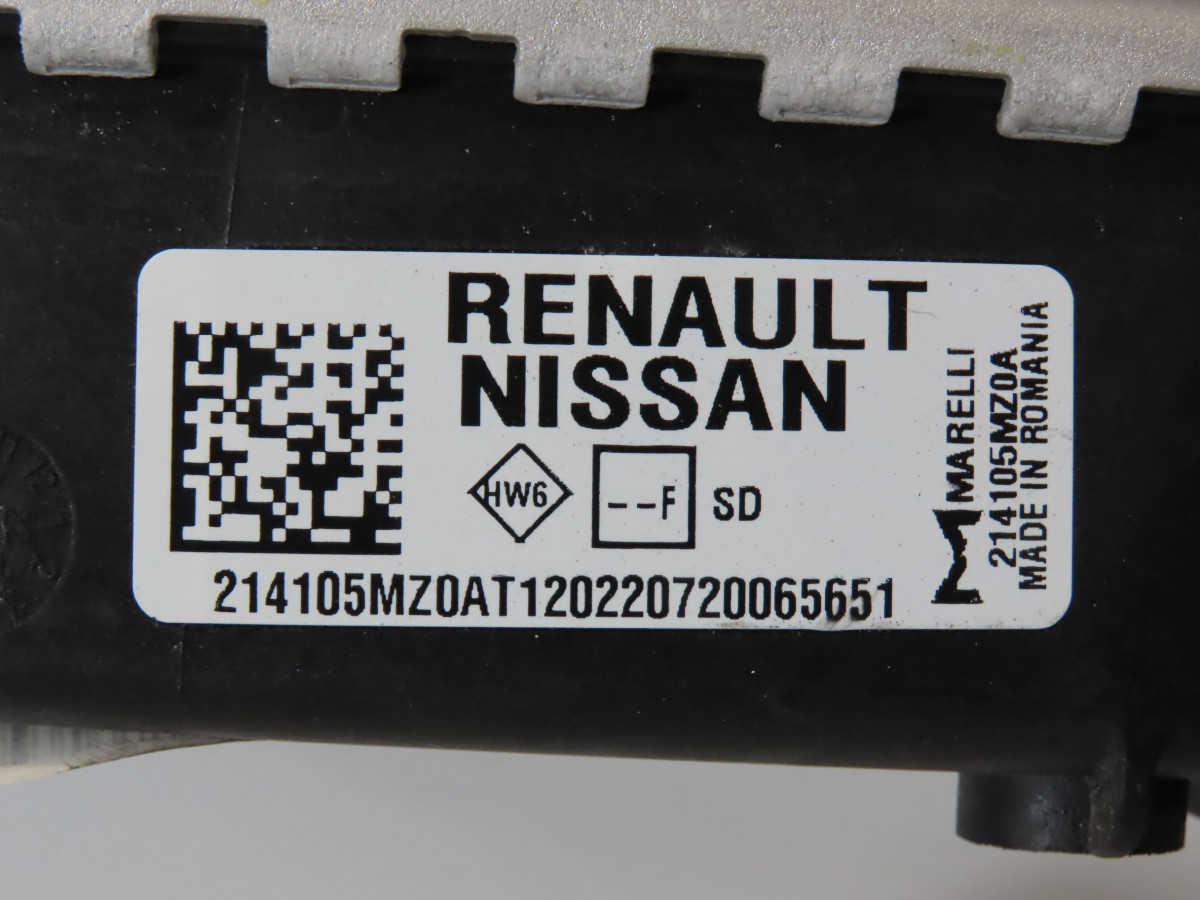 RENAULT
NISSAN
HW6
--F
SD
214105MZ0AT120220720065651
MARELLI
214105MZ0A
MADE IN ROMANIA